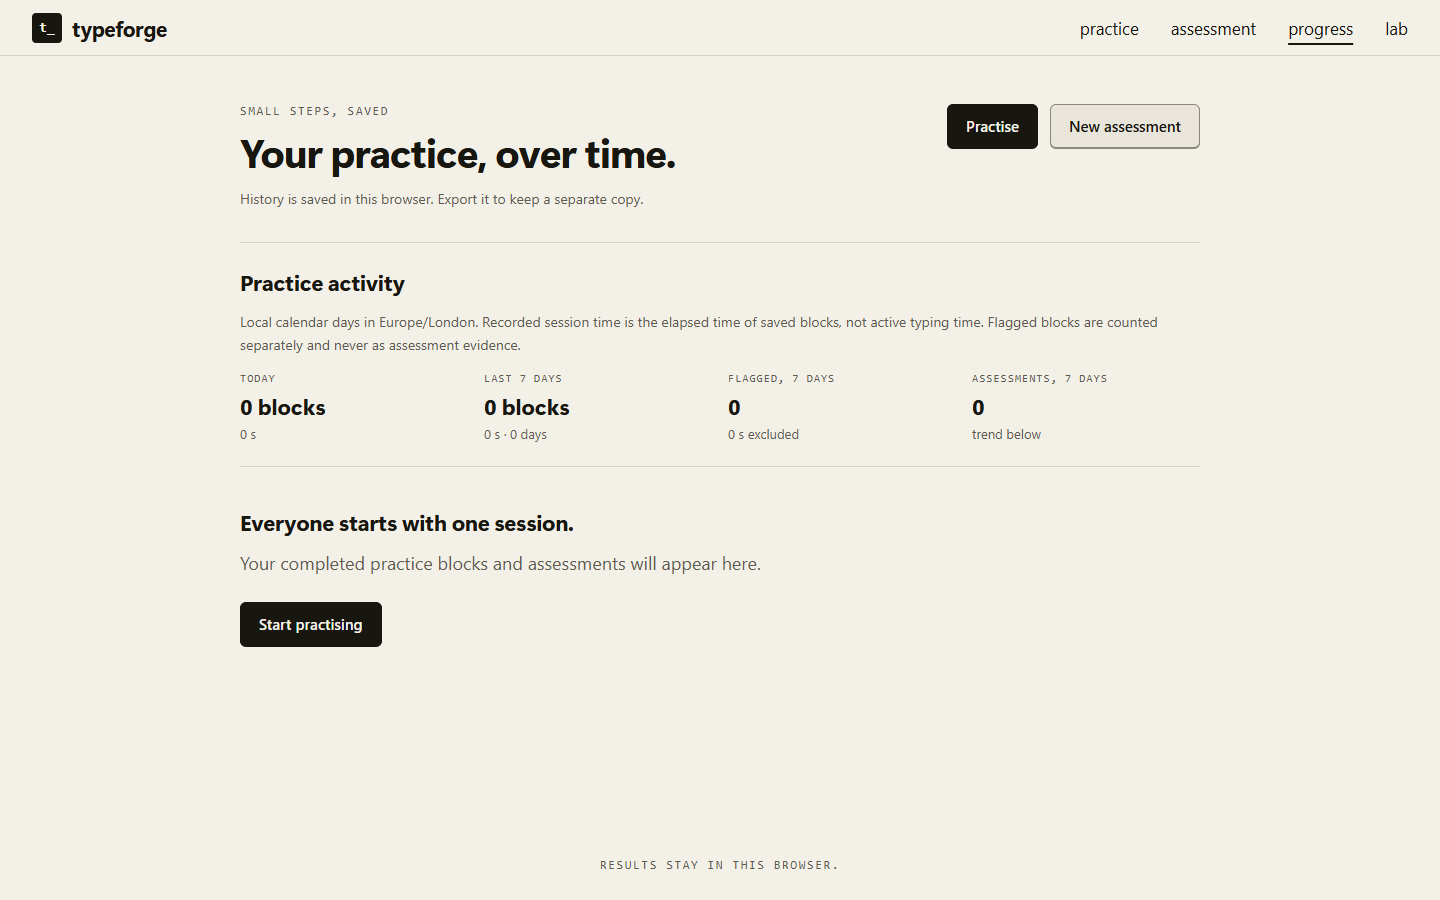 t_ typeforge
practice assessment progress lab
SMALL STEPS, SAVED
Your practice, over time.
History is saved in this browser. Export it to keep a separate copy.
Practise New assessment
Practice activity
Local calendar days in Europe/London. Recorded session time is the elapsed time of saved blocks, not active typing time. Flagged blocks are counted
separately and never as assessment evidence.
TODAY LAST 7 DAYS FLAGGED, 7 DAYS ASSESSMENTS, 7 DAYS
0 blocks 0 blocks 0 0
0 s 0 s · 0 days 0 s excluded trend below
Everyone starts with one session.
Your completed practice blocks and assessments will appear here.
Start practising
RESULTS STAY IN THIS BROWSER.